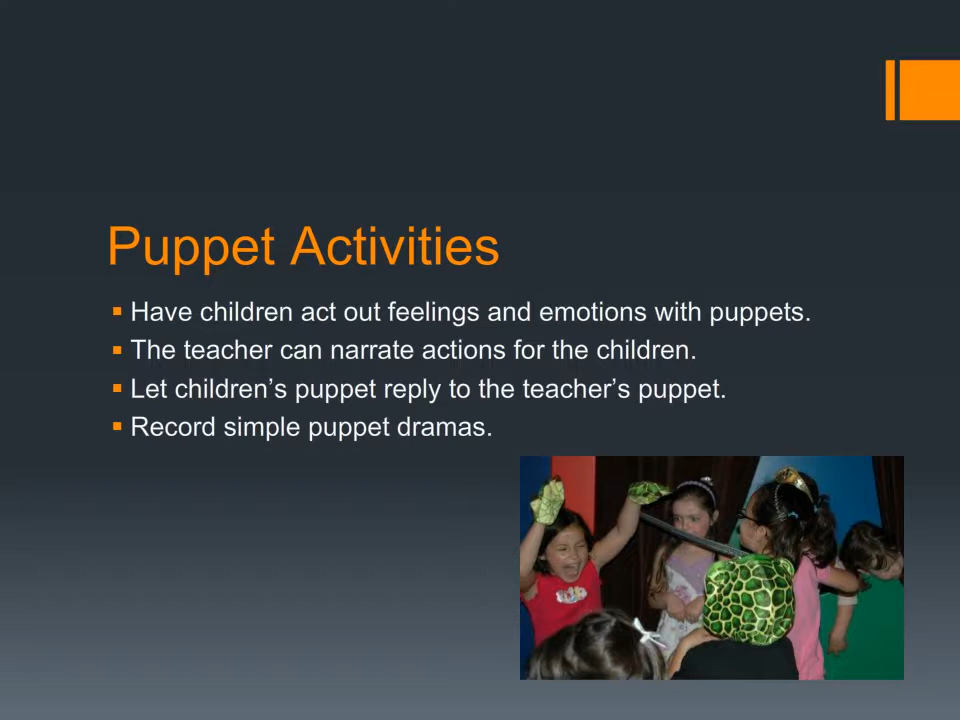 Puppet Activities
Have children act out feelings and emotions with puppets.
The teacher can narrate actions for the children.
Let children’s puppet reply to the teacher’s puppet.
Record simple puppet dramas.